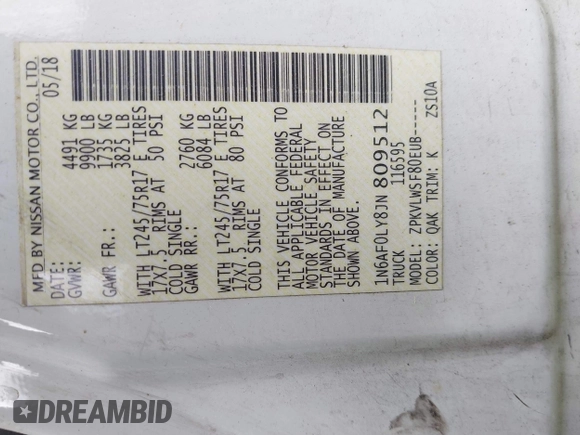 MFD BY NISSAN MOTOR CO., LTD.
DATE: 05/18
GVWR: 4491 KG
9900 LB
GAWR FR.: 1735 KG
3825 LB
WITH LT245/75R17 E TIRES
17X7.5 RIMS AT 50 PSI
COLD SINGLE
GAWR RR.: 2760 KG
6084 LB
WITH LT245/75R17 E TIRES
17X7.5 RIMS AT 80 PSI
COLD SINGLE
THIS VEHICLE CONFORMS TO
ALL APPLICABLE FEDERAL
MOTOR VEHICLE SAFETY
STANDARDS IN EFFECT ON
THE DATE OF MANUFACTURE
SHOWN ABOVE.
1N6AF0LY8JN 809512
TRUCK 116595
MODEL: ZPKVLWSF80EUB-----
COLOR: QAK TRIM: K ZS10A
DREAMBID